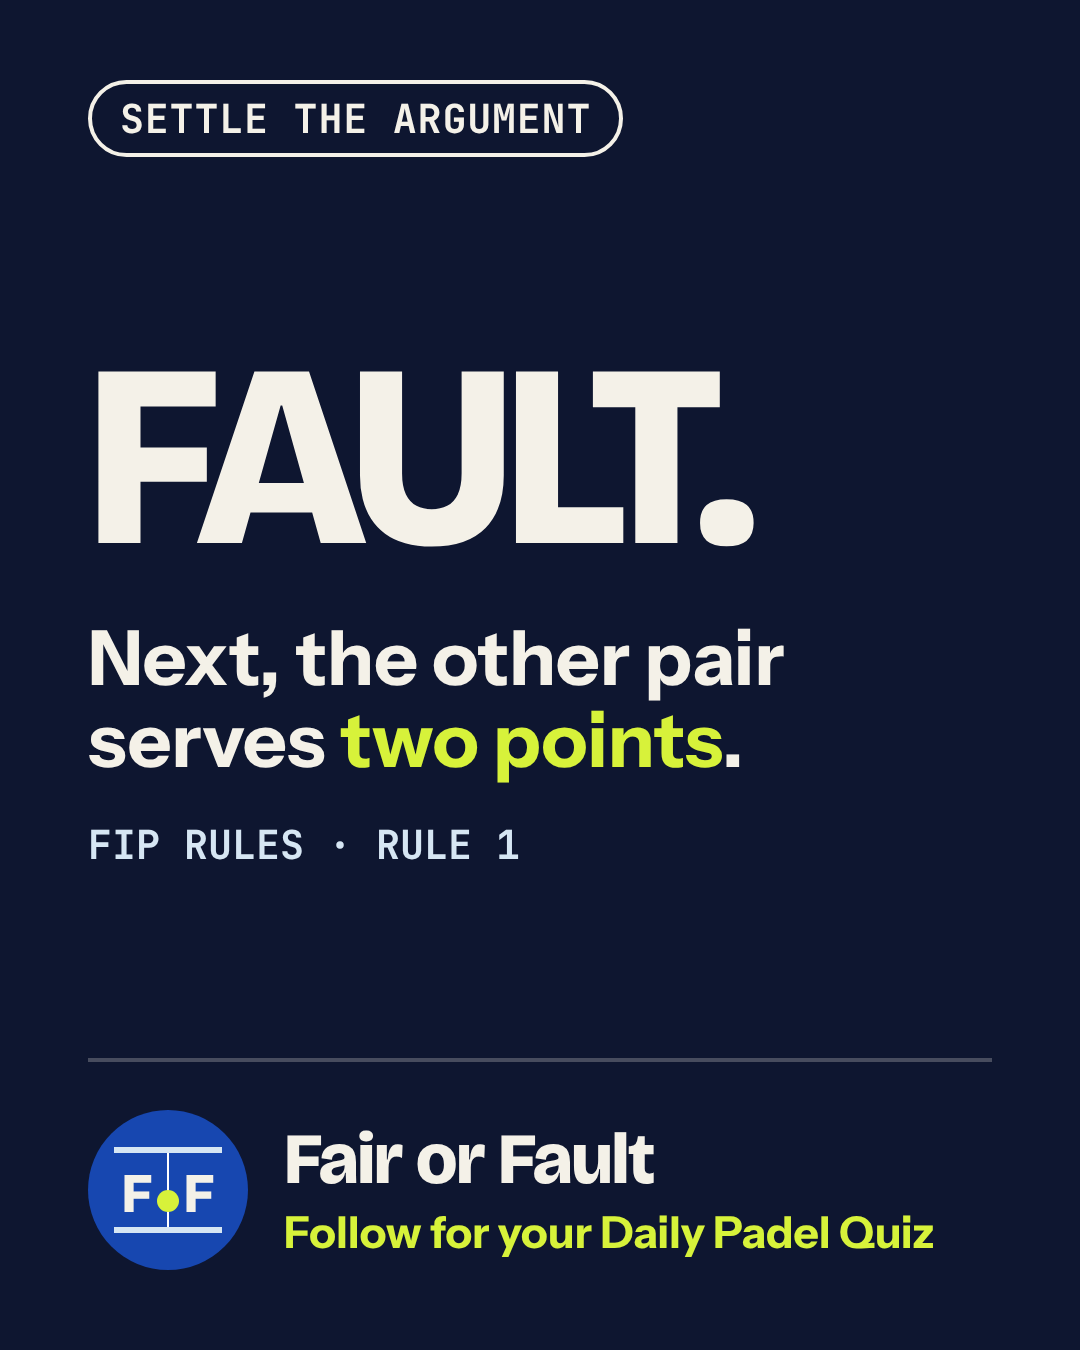 SETTLE THE ARGUMENT
FAULT.
Next, the other pair
serves two points.
FIP RULES · RULE 1
F F
Fair or Fault
Follow for your Daily Padel Quiz